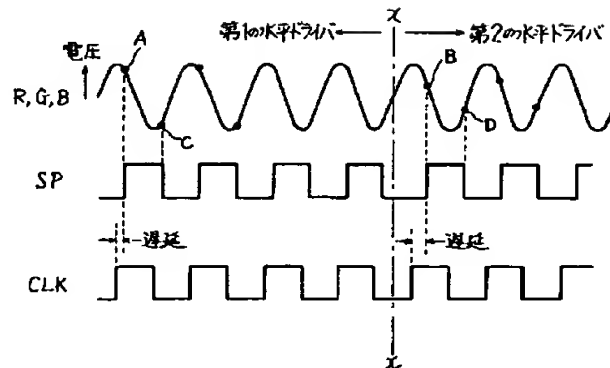 x
第1の水平ドライバ
第2の水平ドライバ
電圧
A
B
R, G, B
C
D
SP
遅延
遅延
CLK
x